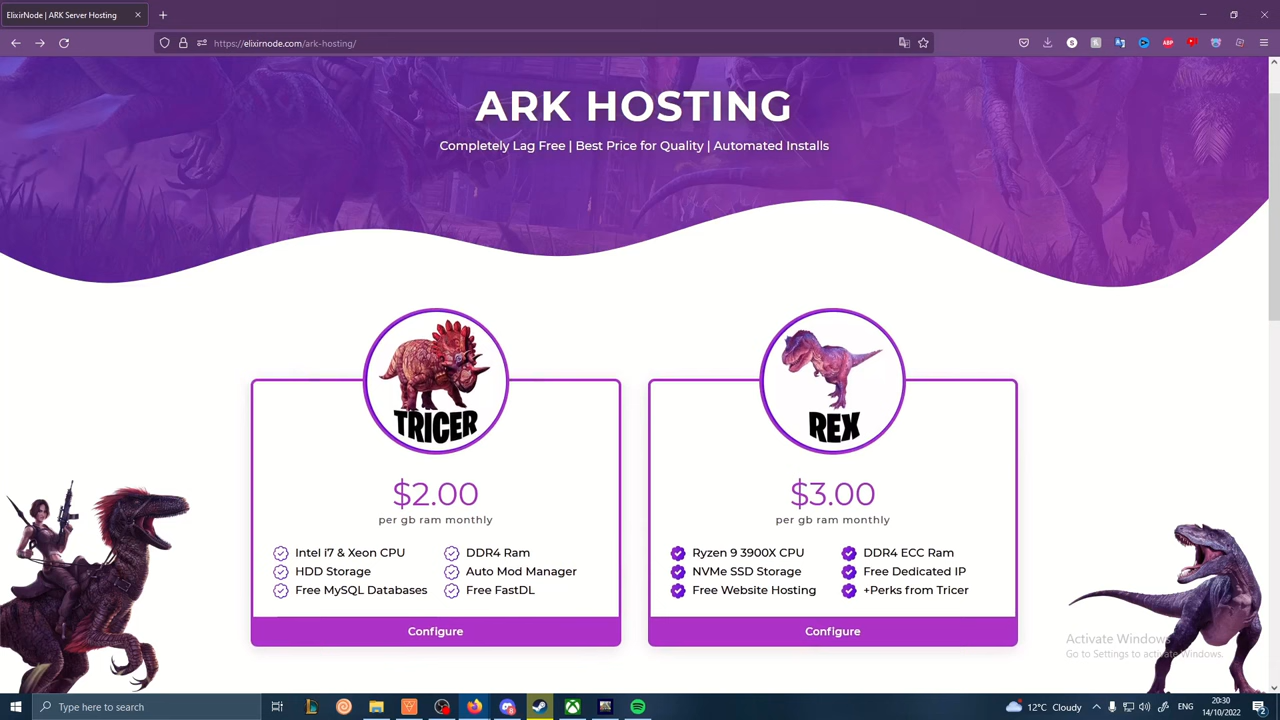 ElixirNode | ARK Server Hosting
https://elixirnode.com/ark-hosting/
ABP
ARK HOSTING
Completely Lag Free | Best Price for Quality | Automated Installs
TRICER
$2.00
per gb ram monthly
Intel i7 & Xeon CPU
DDR4 Ram
HDD Storage
Auto Mod Manager
Free MySQL Databases
Free FastDL
Configure
REX
$3.00
per gb ram monthly
Ryzen 9 3900X CPU
DDR4 ECC Ram
NVMe SSD Storage
Free Dedicated IP
Free Website Hosting
+Perks from Tricer
Configure
Activate Windows
Go to Settings to activate Windows.
Type here to search
12°C Cloudy
ENG
20:30
14/10/2022
2